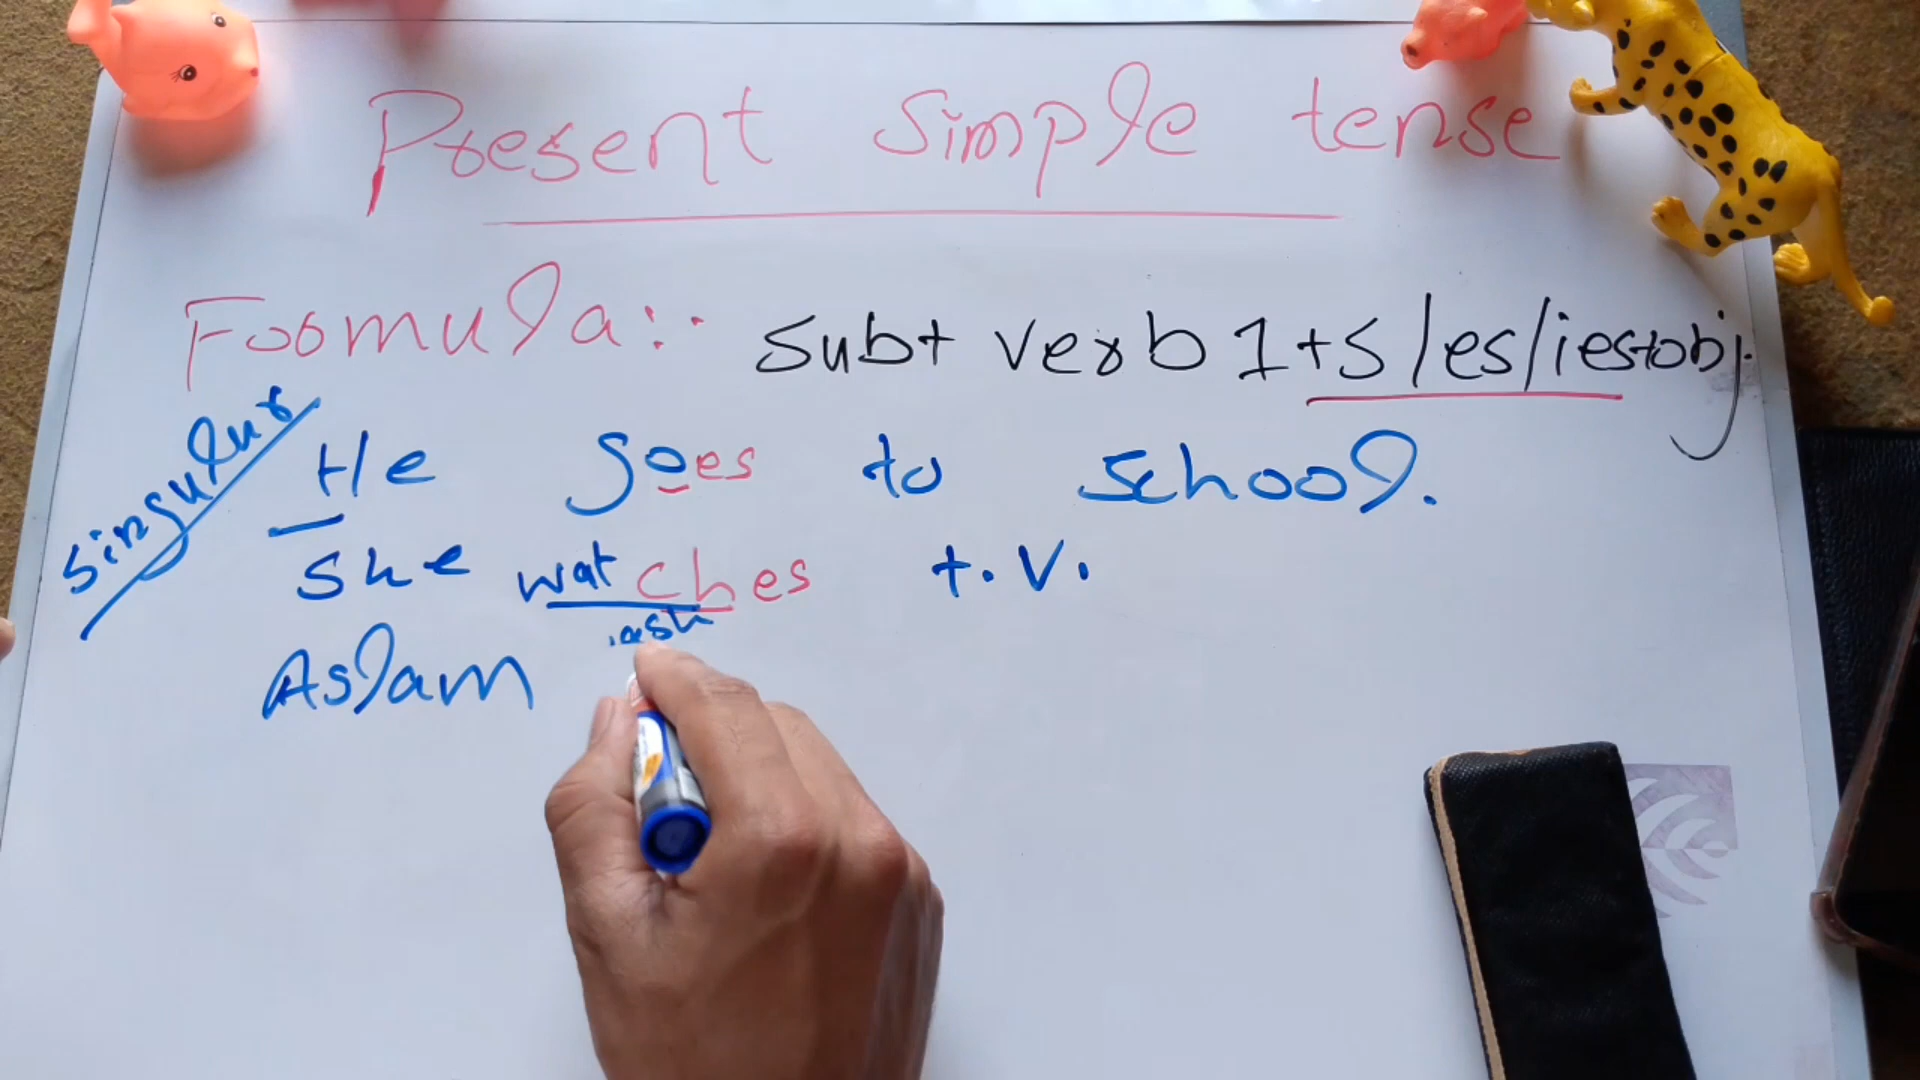 Present Simple tense
Formula:- Sub+ verb 1+S/es/ies+obj.
Singular
He goes to school.
She watches t.v.
Aslam